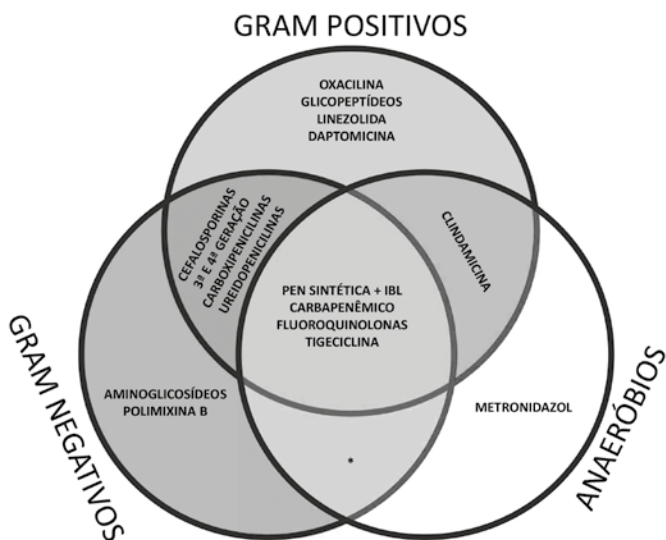 GRAM POSITIVOS
OXACILINA
GLICOPEPTÍDEOS
LINEZOLIDA
DAPTOMICINA
CEFALOSPORINAS
3ª E 4ª GERAÇÃO
CARBOXIPENICILINAS
UREIDOPENICILINAS
CLINDAMICINA
PEN SINTÉTICA + IBL
CARBAPENÊMICO
FLUOROQUINOLONAS
TIGECICLINA
GRAM NEGATIVOS
AMINOGLICOSÍDEOS
POLIMIXINA B
METRONIDAZOL
ANAERÓBIOS
*